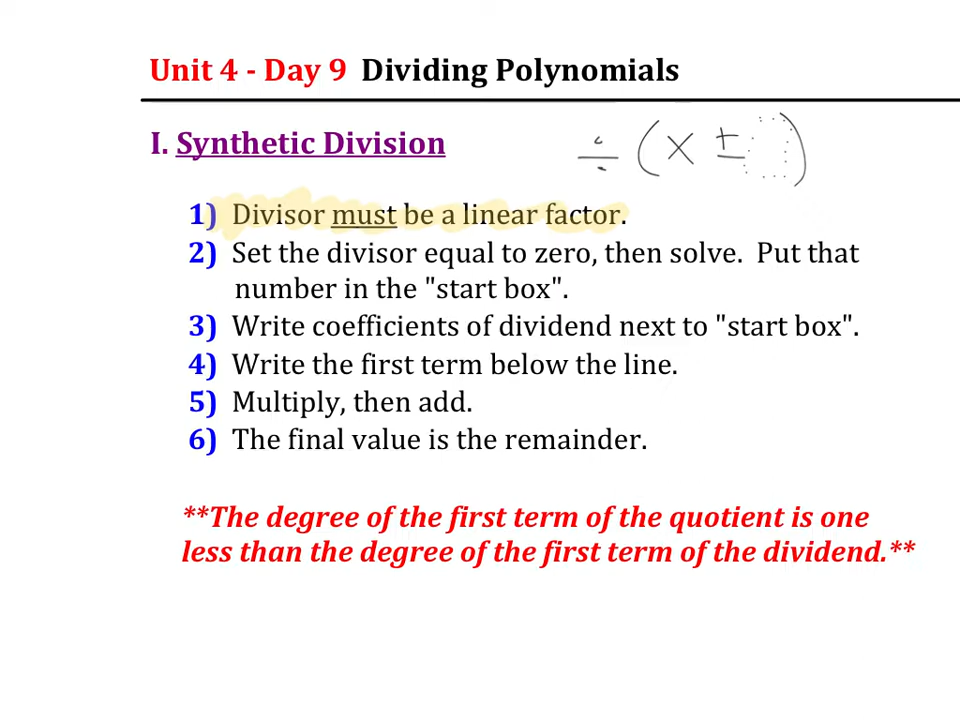 Unit 4 - Day 9 Dividing Polynomials
I. Synthetic Division
÷ (x ± )
1) Divisor must be a linear factor.
2) Set the divisor equal to zero, then solve. Put that
number in the "start box".
3) Write coefficients of dividend next to "start box".
4) Write the first term below the line.
5) Multiply, then add.
6) The final value is the remainder.
**The degree of the first term of the quotient is one
less than the degree of the first term of the dividend.**